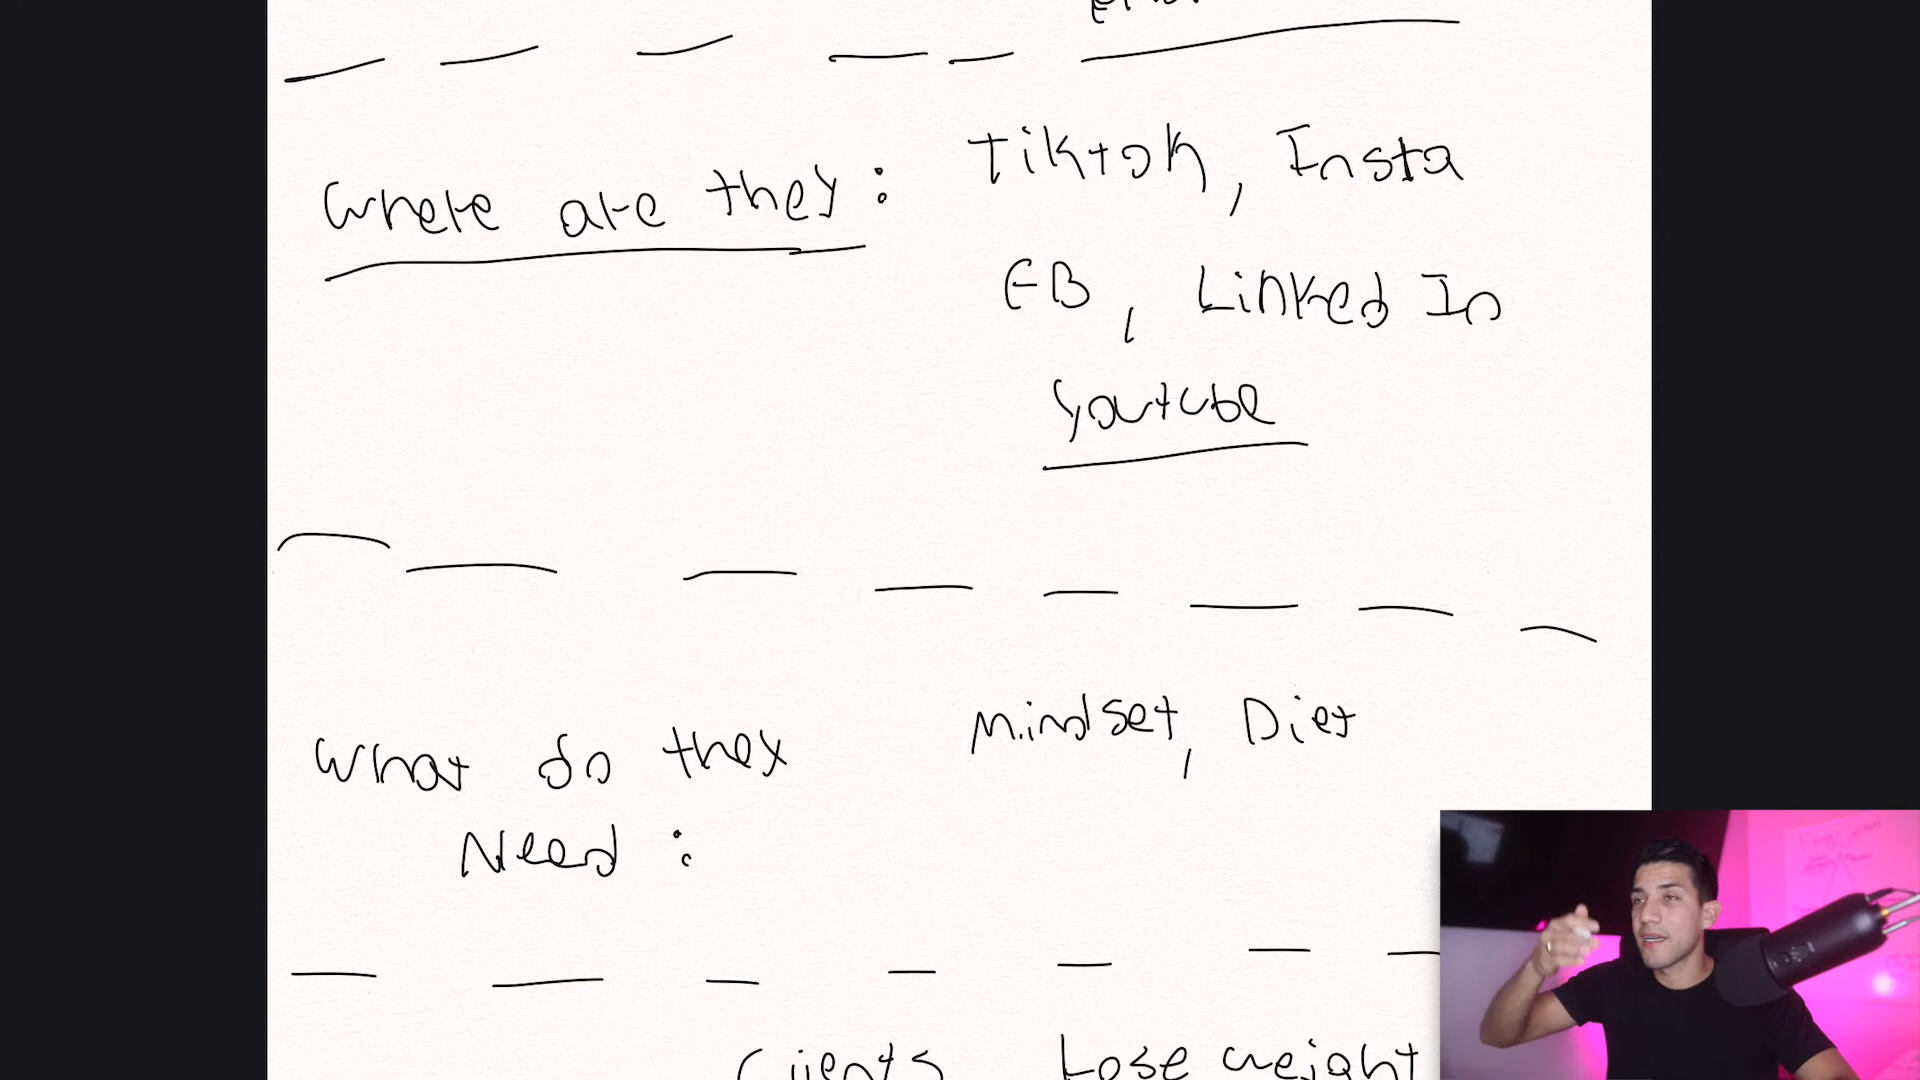 Where are they: Tiktok, Insta
FB, Linked In
Youtube
What do they
Need :
Mindset, Diet
Clients Lose weight